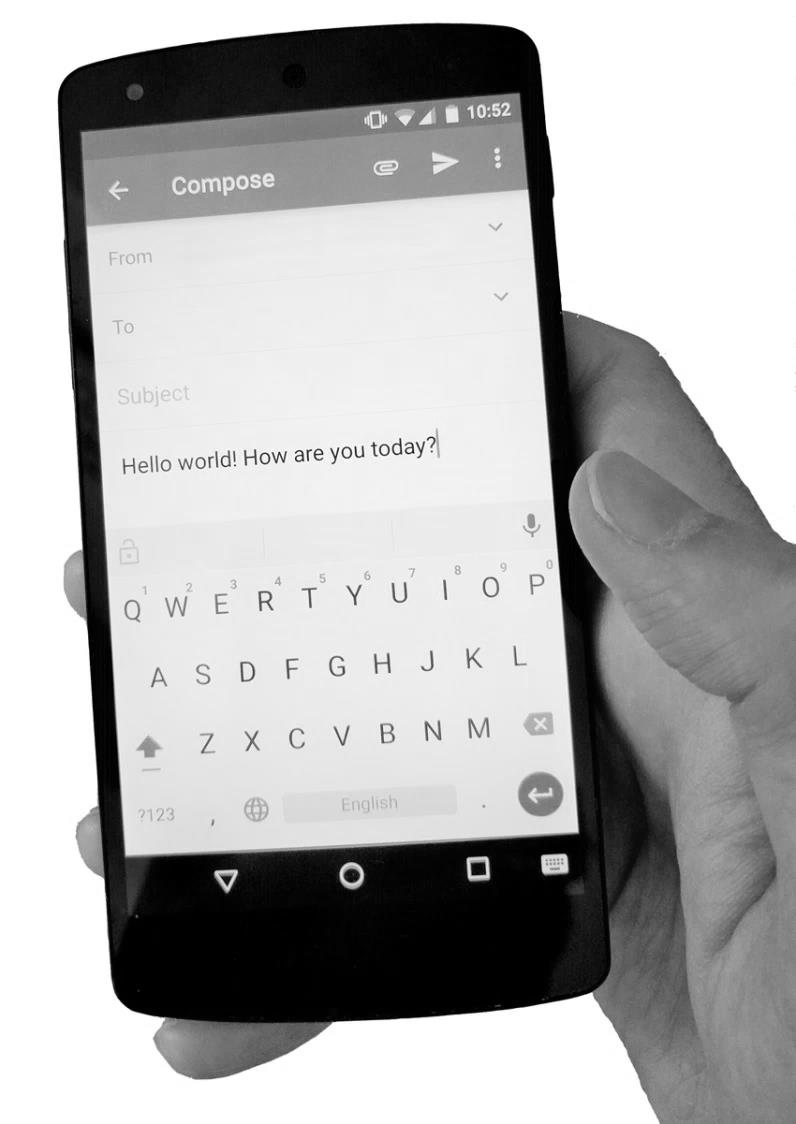 10:52
Compose
From
To
Subject
Hello world! How are you today?
1 2 3 4 5 6 7 8 9 0
Q W E R T Y U I O P
A S D F G H J K L
Z X C V B N M
?123 , English .